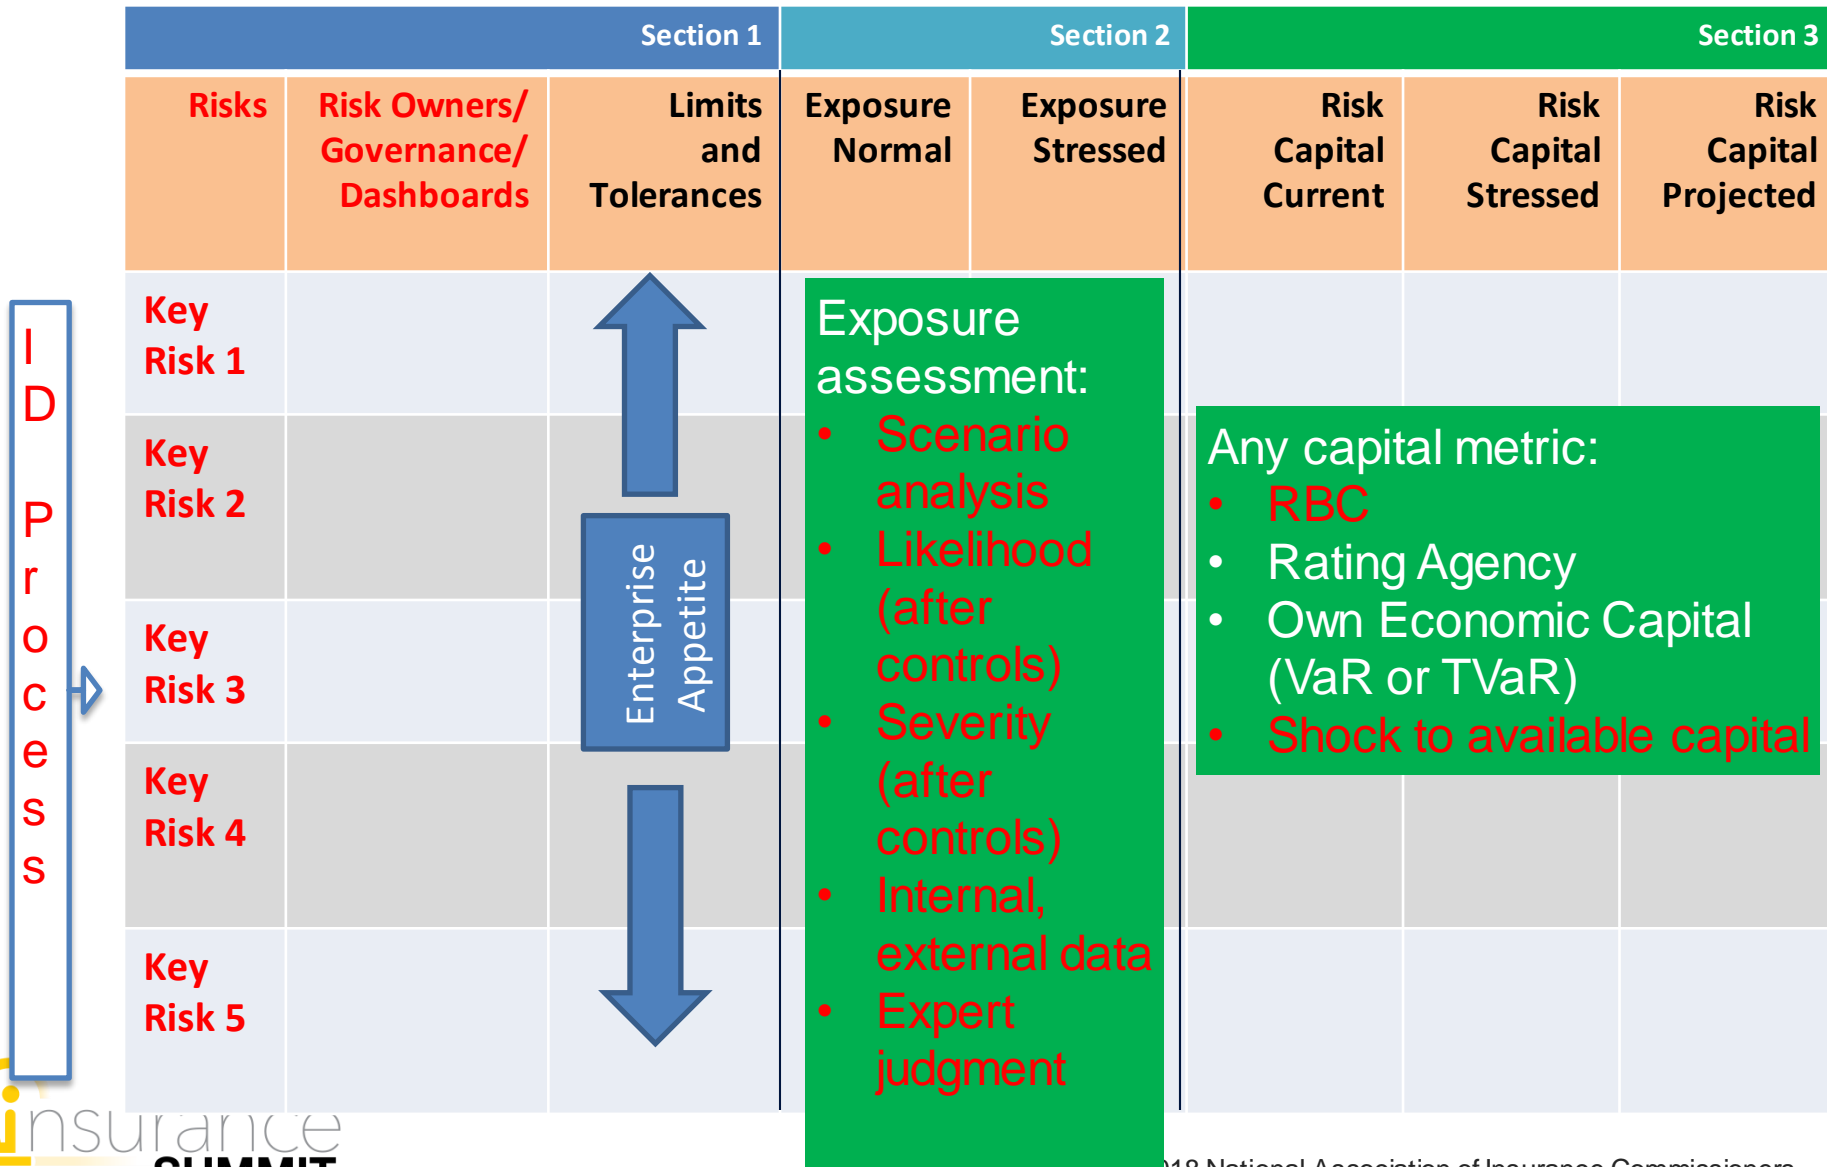 Section 1
Section 2
Section 3
Risks
Risk Owners/
Governance/
Dashboards
Limits
and
Tolerances
Exposure
Normal
Exposure
Stressed
Risk
Capital
Current
Risk
Capital
Stressed
Risk
Capital
Projected
ID Process
Key
Risk 1
Key
Risk 2
Key
Risk 3
Key
Risk 4
Key
Risk 5
Enterprise
Appetite
Exposure
assessment:
• Scenario
analysis
• Likelihood
(after
controls)
• Severity
(after
controls)
• Internal,
external data
• Expert
judgment
Any capital metric:
• RBC
• Rating Agency
• Own Economic Capital
(VaR or TVaR)
• Shock to available capital
insurance
SUMMIT
18 National Association of Insurance Commissioners